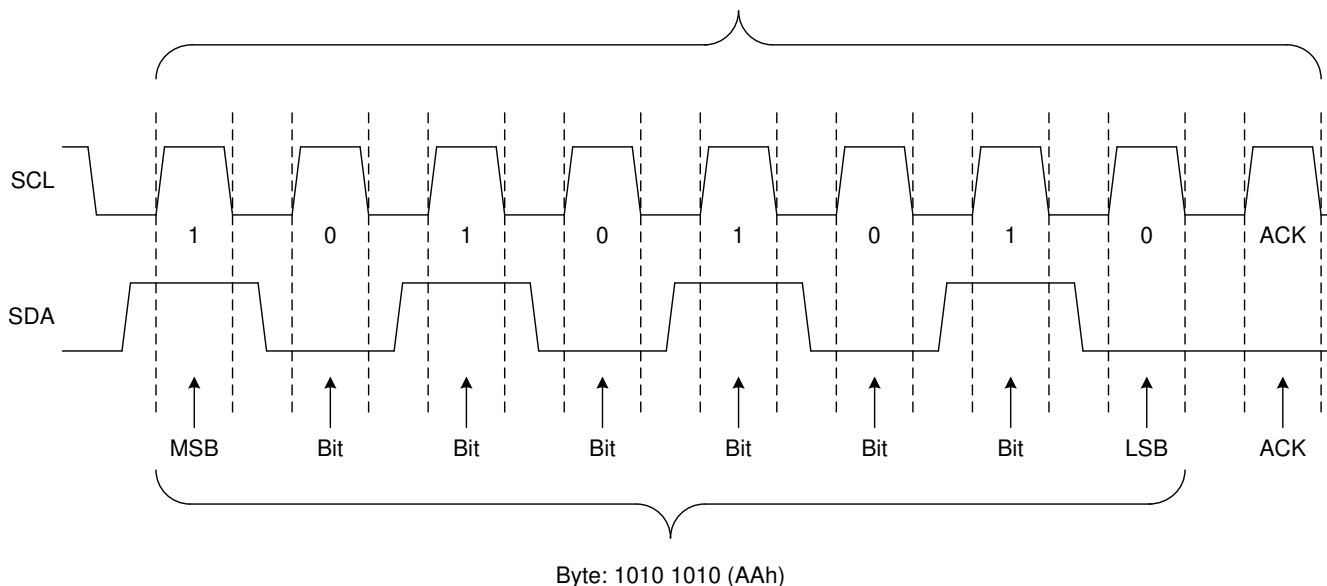 SCL
1 0 1 0 1 0 1 0 ACK
SDA
MSB Bit Bit Bit Bit Bit Bit LSB ACK
Byte: 1010 1010 (AAh)